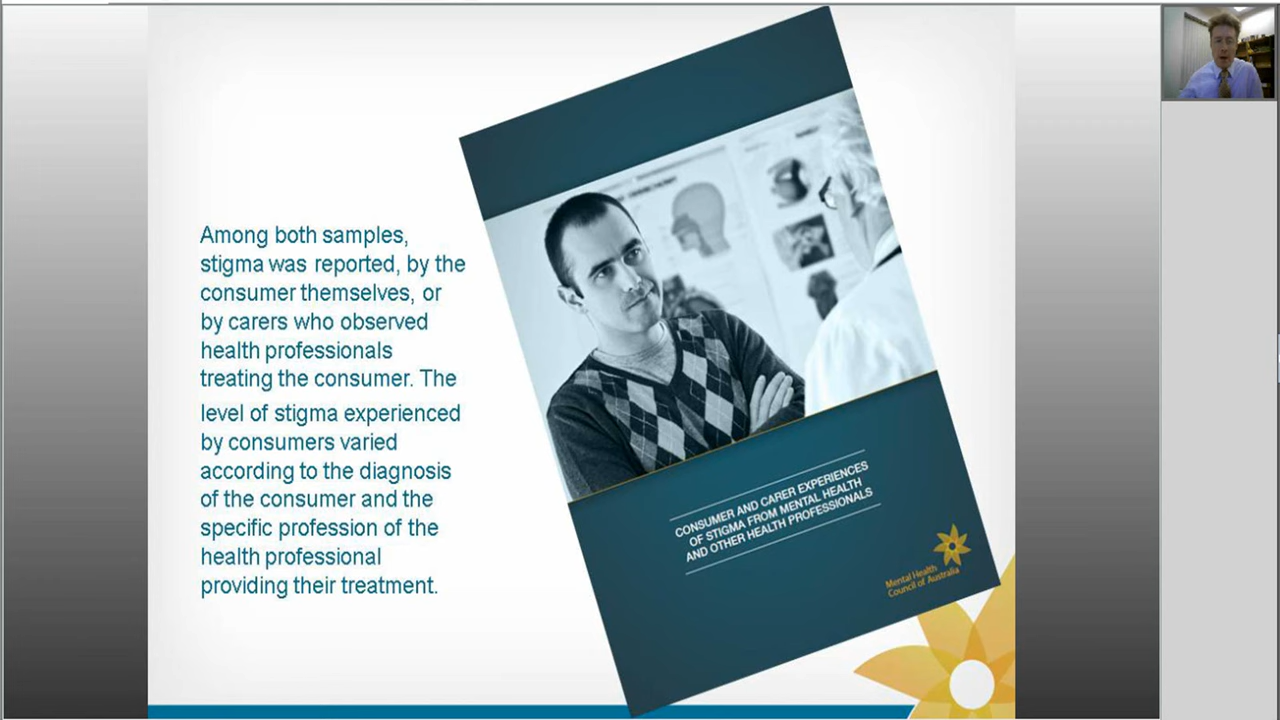 Among both samples,
stigma was reported, by the
consumer themselves, or
by carers who observed
health professionals
treating the consumer. The
level of stigma experienced
by consumers varied
according to the diagnosis
of the consumer and the
specific profession of the
health professional
providing their treatment.
CONSUMER AND CARER EXPERIENCES
OF STIGMA FROM MENTAL HEALTH
AND OTHER HEALTH PROFESSIONALS
Mental Health
Council of Australia